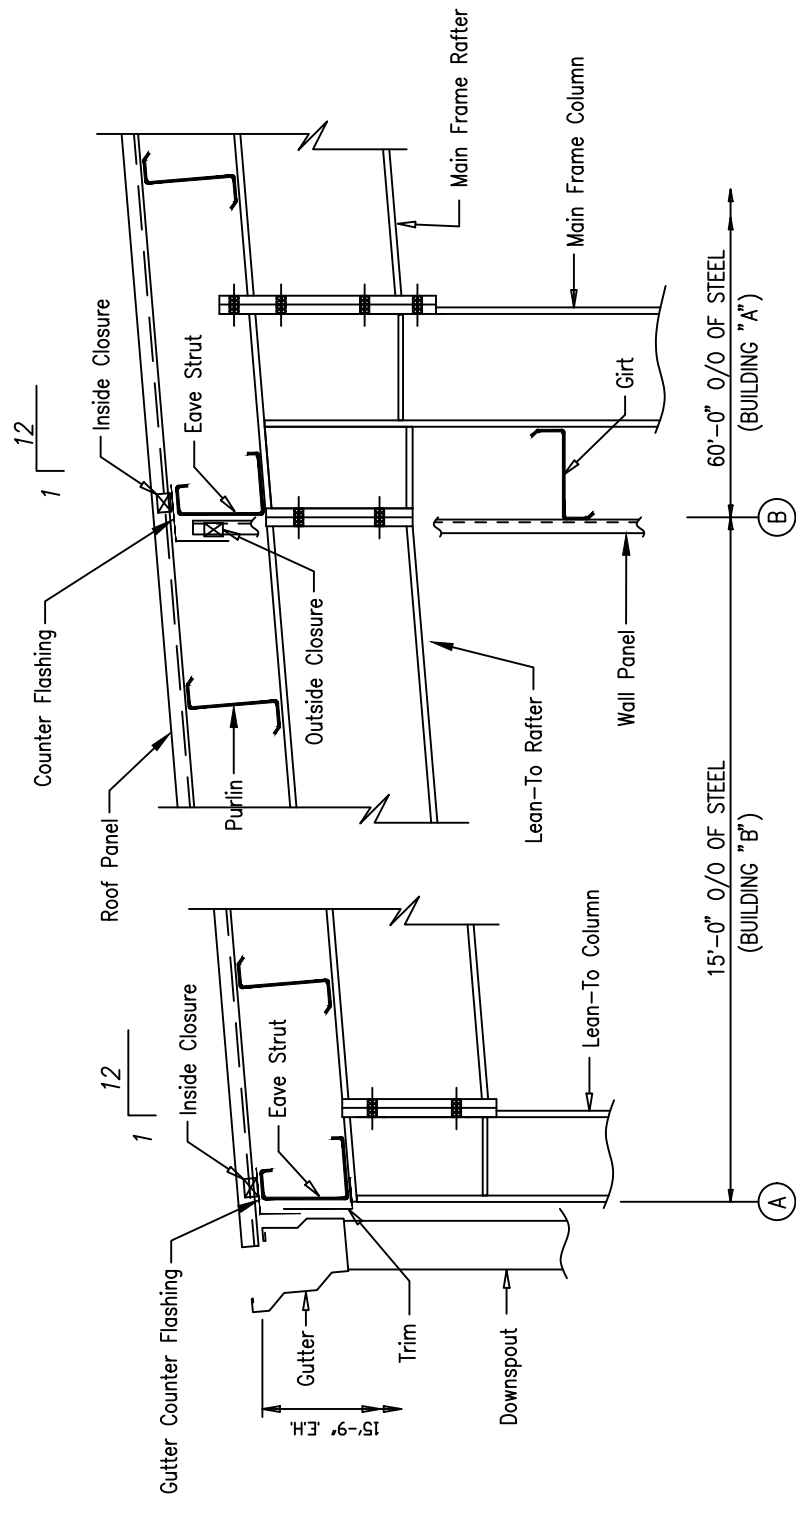 12
1
Inside Closure
Eave Strut
Main Frame Rafter
Main Frame Column
Girt
Counter Flashing
Roof Panel
Purlin
Outside Closure
Lean-To Rafter
Wall Panel
60'-0" O/O OF STEEL
(BUILDING "A")
B
12
1
Inside Closure
Eave Strut
Gutter Counter Flashing
Gutter
Trim
Downspout
Lean-To Column
15'-9" E.H.
15'-0" O/O OF STEEL
(BUILDING "B")
A